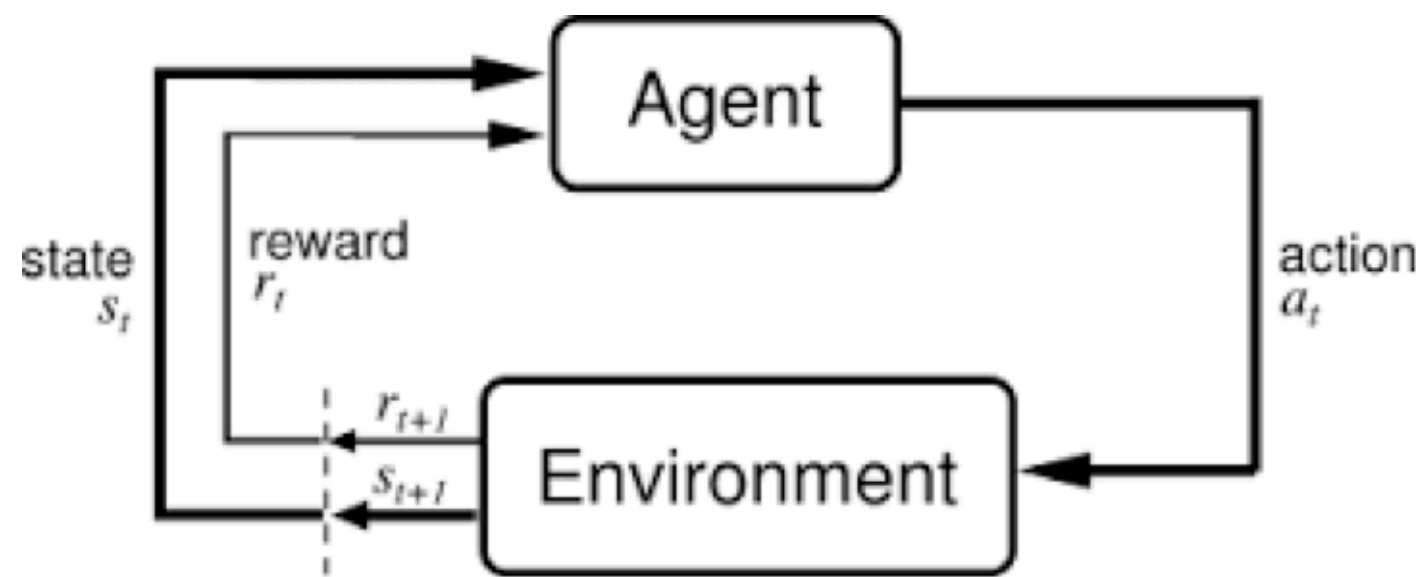 Agent
state
s_t
reward
r_t
action
a_t
r_{t+1}
s_{t+1}
Environment